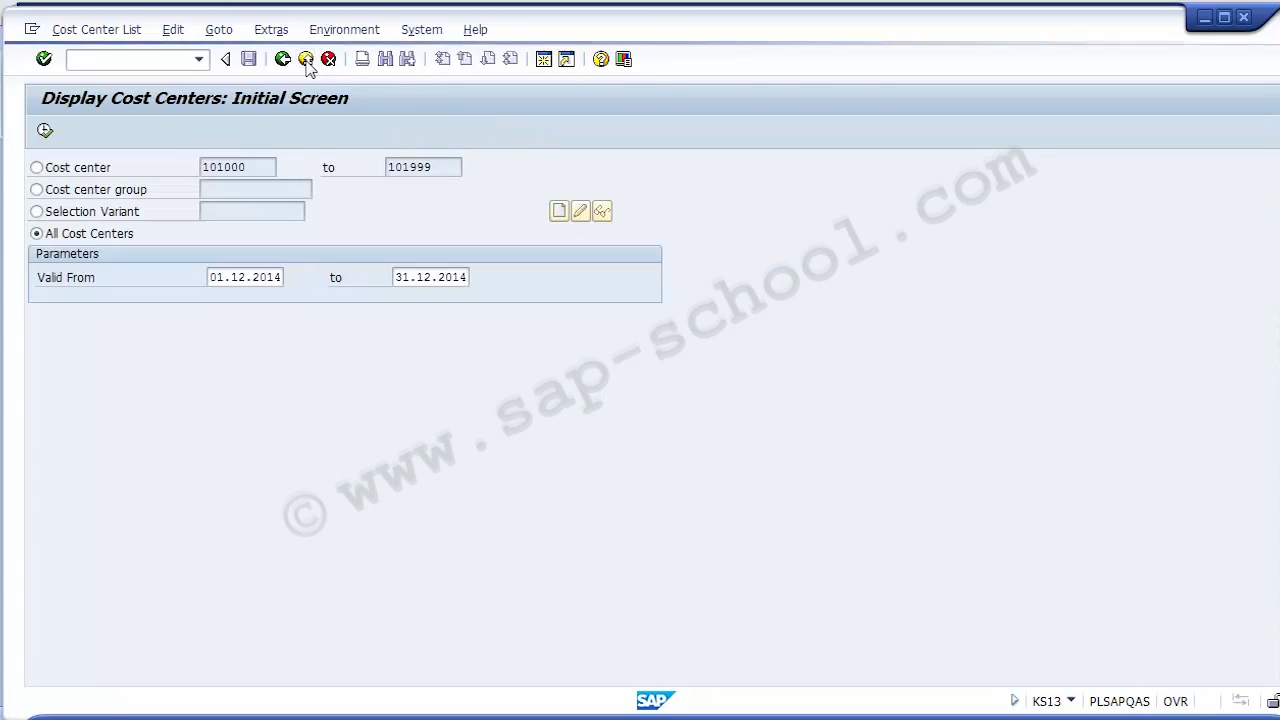 Cost Center List Edit Goto Extras Environment System Help
Display Cost Centers: Initial Screen
Cost center 101000 to 101999
Cost center group
Selection Variant
All Cost Centers
Parameters
Valid From 01.12.2014 to 31.12.2014
© www.sap-school.com
SAP KS13 PLSAPQAS OVR